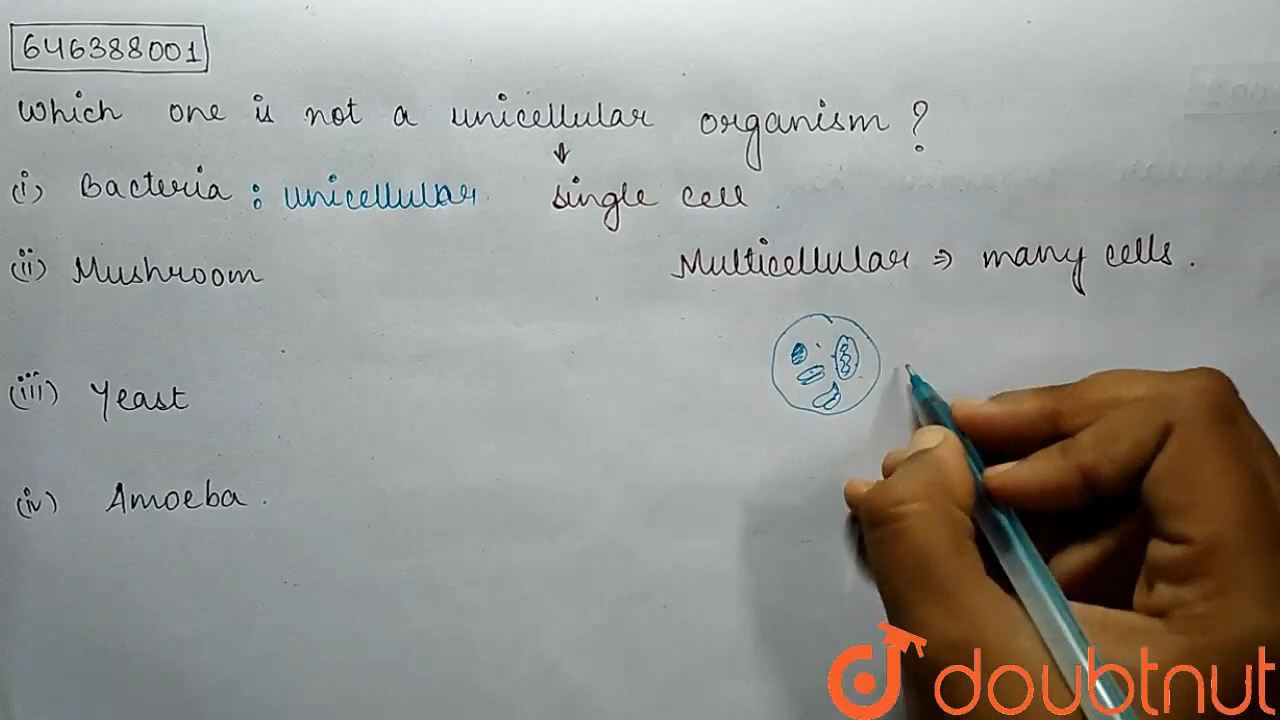 646388001
Which one is not a unicellular organism ?
↓
(i) Bacteria : Unicellular single cell .
(ii) Mushroom
Multicellular ⇒ many cells .
(iii) Yeast
(iv) Amoeba .
doubtnut